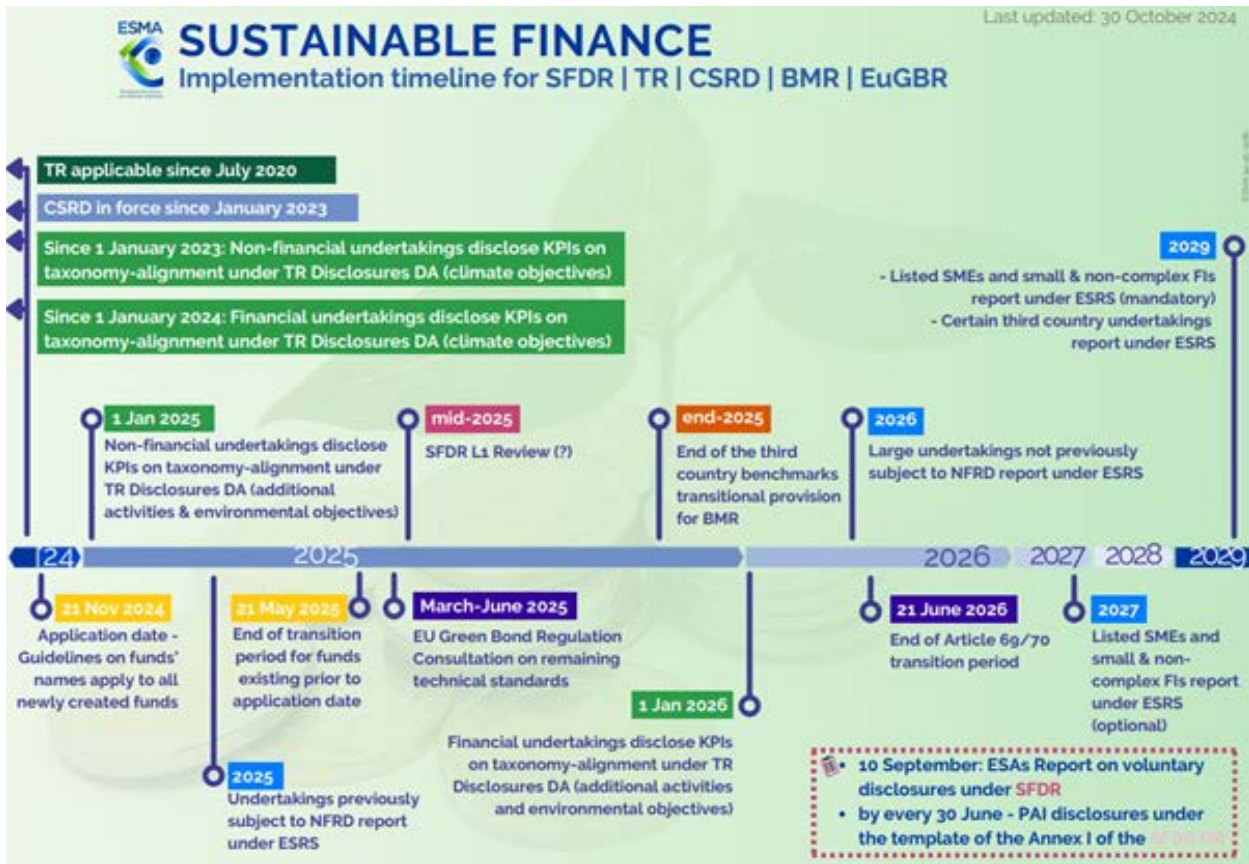 Last updated: 30 October 2024
ESMA
SUSTAINABLE FINANCE
Implementation timeline for SFDR | TR | CSRD | BMR | EuGBR
TR applicable since July 2020
CSRD in force since January 2023
Since 1 January 2023: Non-financial undertakings disclose KPIs on
taxonomy-alignment under TR Disclosures DA (climate objectives)
Since 1 January 2024: Financial undertakings disclose KPIs on
taxonomy-alignment under TR Disclosures DA (climate objectives)
2029
- Listed SMEs and small & non-complex FIs
report under ESRS (mandatory)
- Certain third country undertakings
report under ESRS
1 Jan 2025
Non-financial undertakings disclose
KPIs on taxonomy-alignment under
TR Disclosures DA (additional
activities & environmental objectives)
mid-2025
SFDR L1 Review (?)
end-2025
End of the third
country benchmarks
transitional provision
for BMR
2026
Large undertakings not previously
subject to NFRD report under ESRS
24
2025
2026
2027
2028
2029
21 Nov 2024
Application date -
Guidelines on funds'
names apply to all
newly created funds
2025
Undertakings previously
subject to NFRD report
under ESRS
21 May 2025
End of transition
period for funds
existing prior to
application date
March-June 2025
EU Green Bond Regulation
Consultation on remaining
technical standards
1 Jan 2026
Financial undertakings disclose KPIs
on taxonomy-alignment under TR
Disclosures DA (additional activities
and environmental objectives)
21 June 2026
End of Article 69/70
transition period
2027
Listed SMEs and
small & non-
complex FIs report
under ESRS
(optional)
• 10 September: ESAs Report on voluntary
disclosures under SFDR
• by every 30 June - PAI disclosures under
the template of the Annex I of the SFDR DR